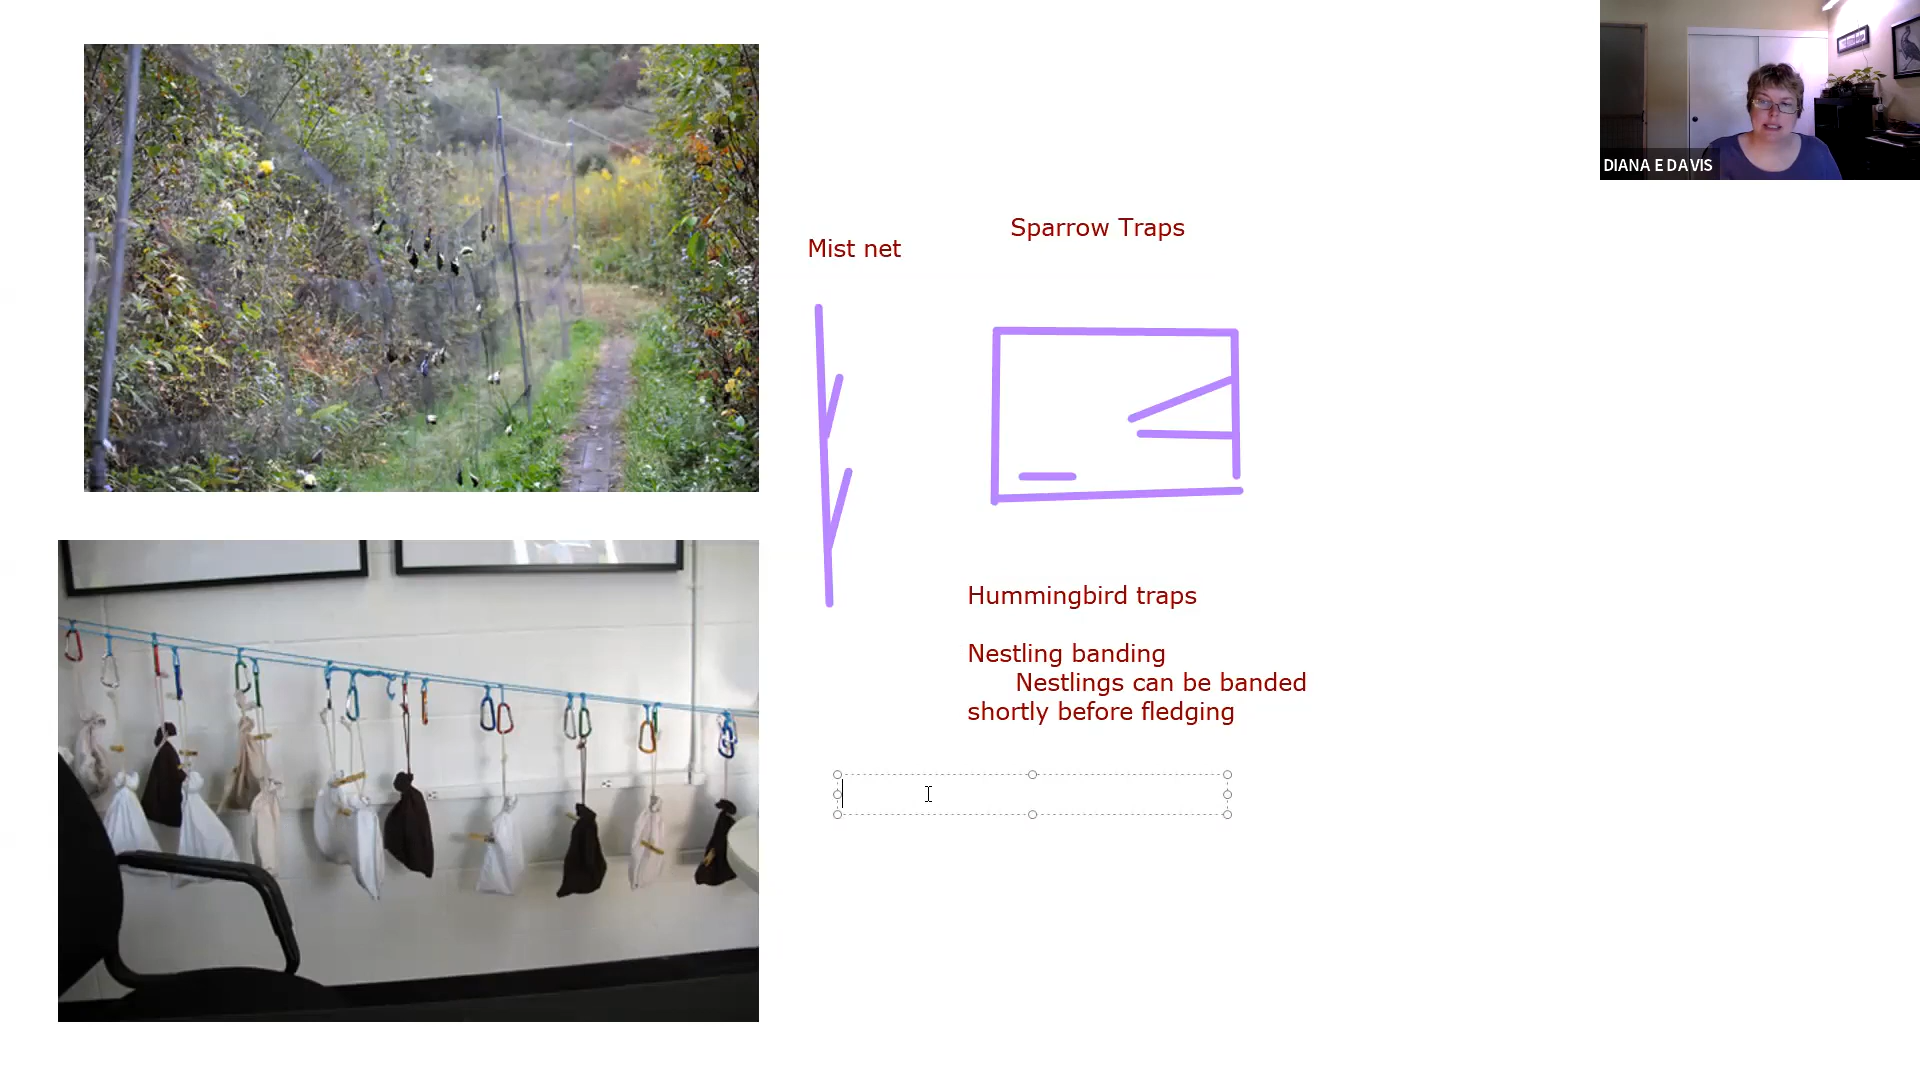 DIANA E DAVIS
Sparrow Traps
Mist net
Hummingbird traps
Nestling banding
Nestlings can be banded
shortly before fledging